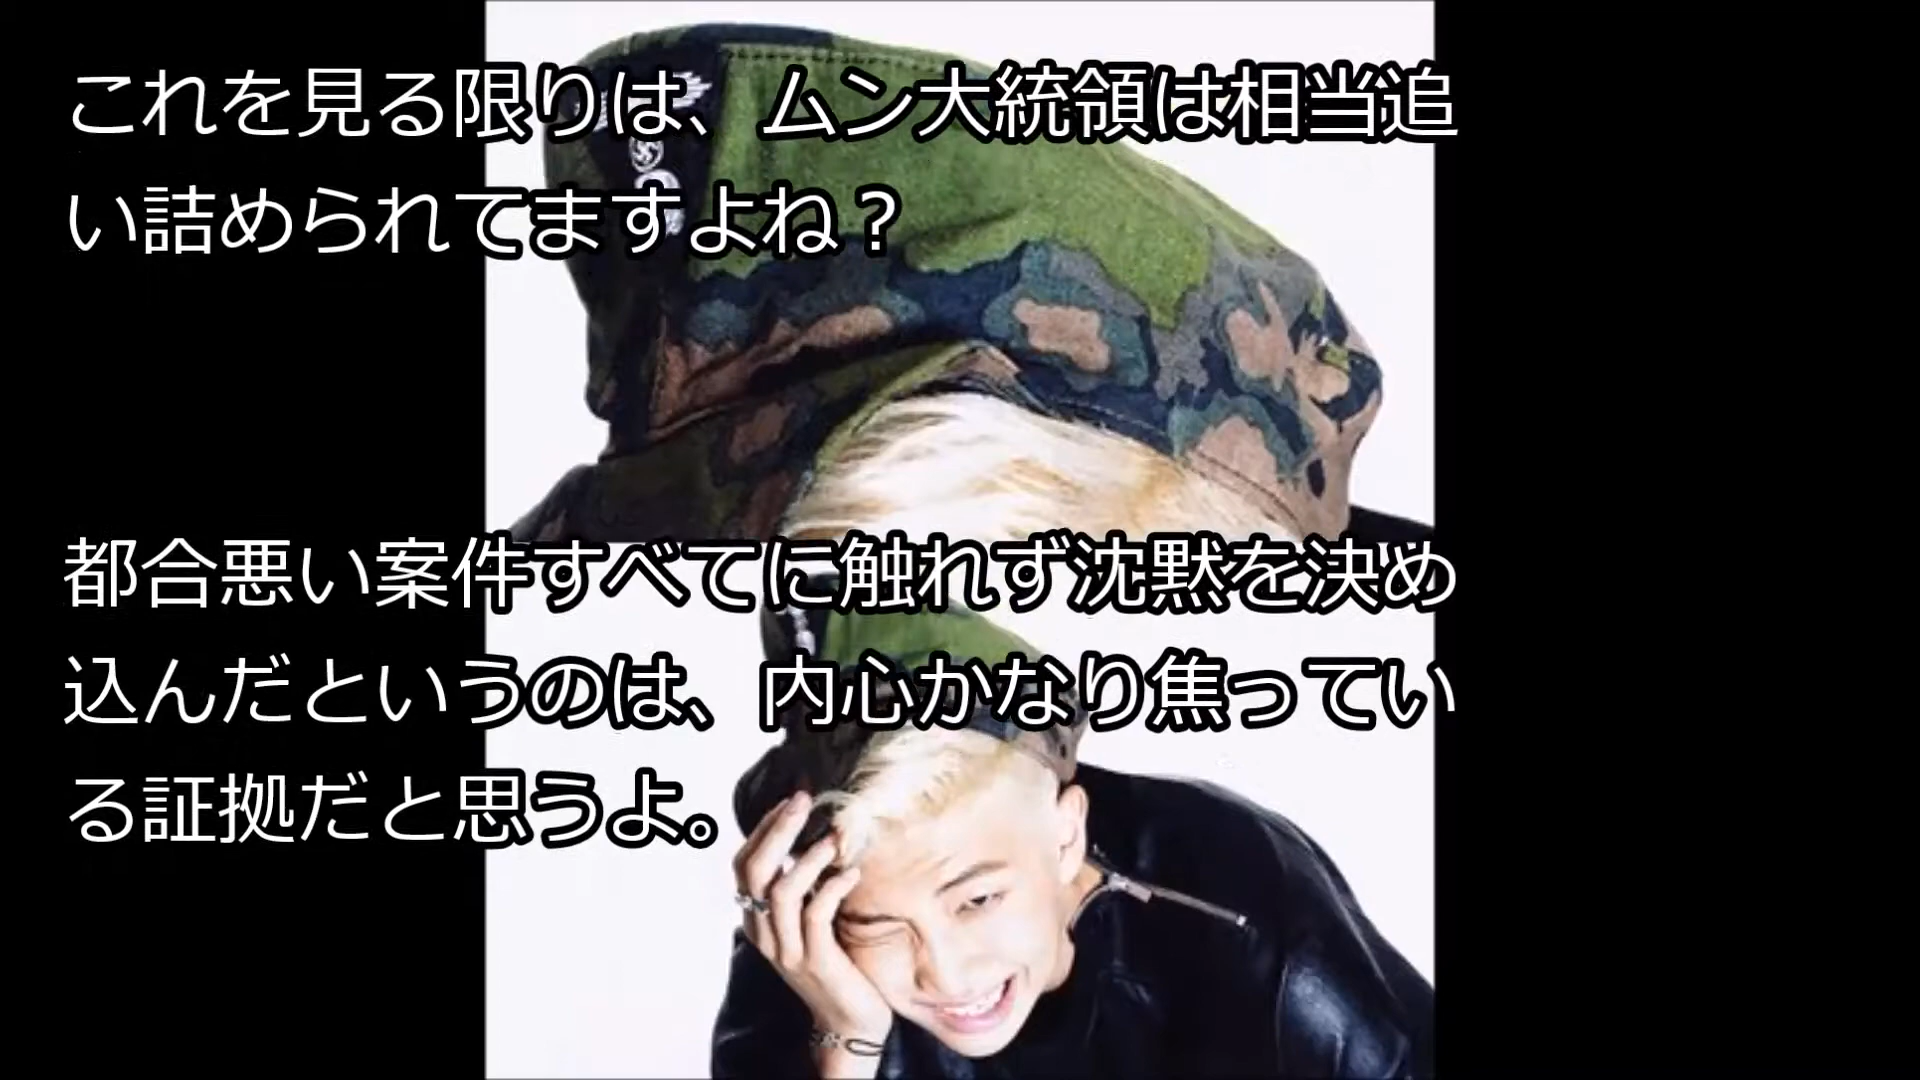 これを見る限りは、ムン大統領は相当追
い詰められてますよね？
都合悪い案件すべてに触れず沈黙を決め
込んだというのは、内心かなり焦ってい
る証拠だと思うよ。